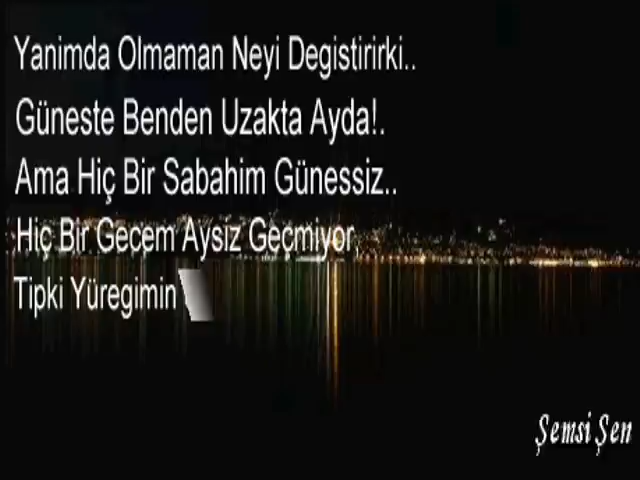 Yanimda Olmaman Neyi Degistirirki..
Güneste Benden Uzakta Ayda!.
Ama Hiç Bir Sabahim Günessiz..
Hiç Bir Gecem Aysiz Geçmiyor.
Tipki Yüregimin
Şemsi Şen